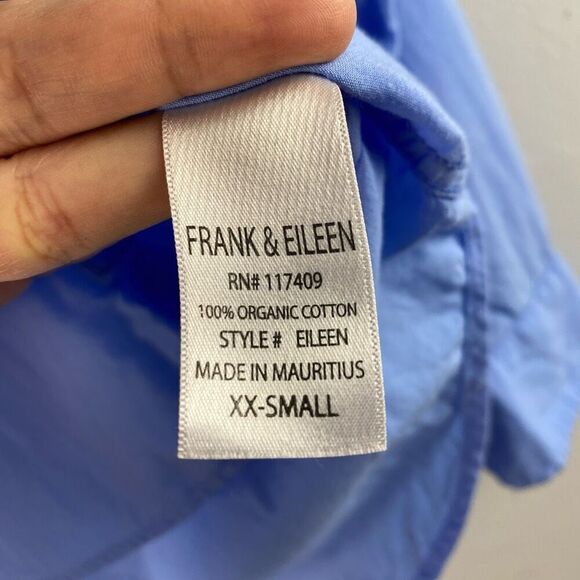 FRANK & EILEEN
RN# 117409
100% ORGANIC COTTON
STYLE # EILEEN
MADE IN MAURITIUS
XX-SMALL